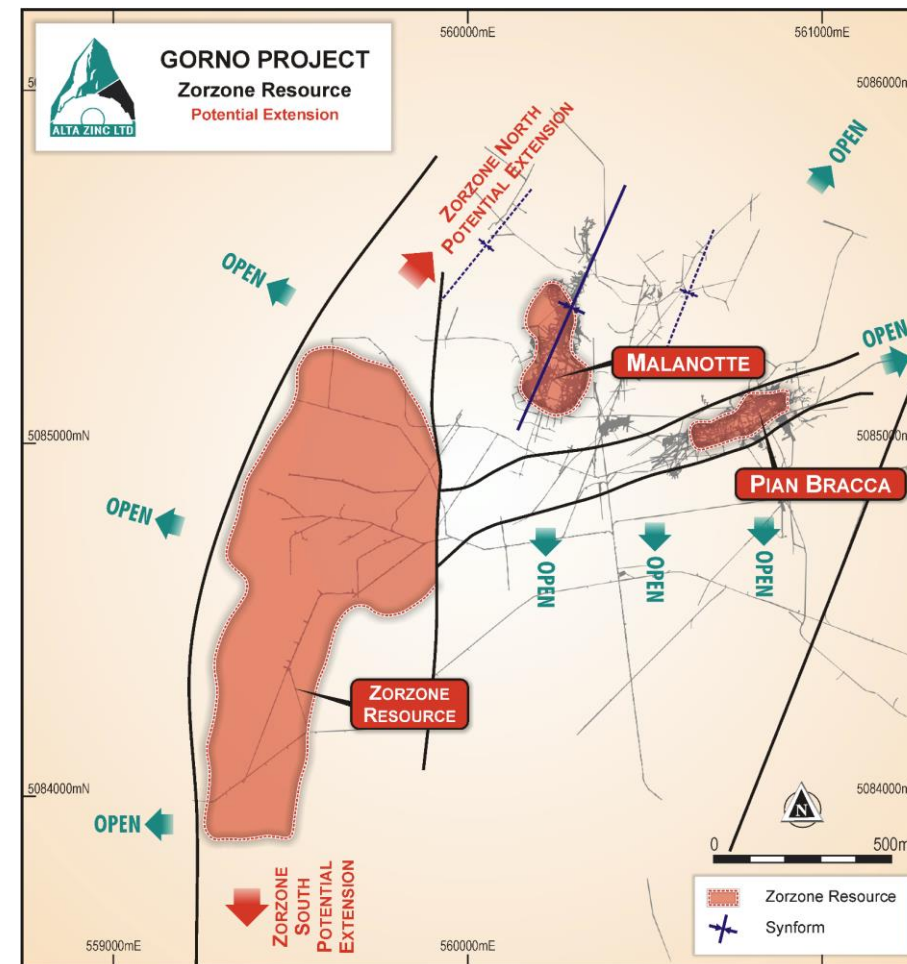 560000mE
561000mE
GORNO PROJECT
Zorzone Resource
Potential Extension
ALTA ZINC LTD
5086000mN
OPEN
ZORZONE NORTH
POTENTIAL EXTENSION
OPEN
OPEN
MALANOTTE
5085000mN
5085000mN
PIAN BRACCA
OPEN
OPEN
OPEN
OPEN
ZORZONE
RESOURCE
5084000mN
5084000mN
OPEN
N
0
500m
ZORZONE
SOUTH
POTENTIAL
EXTENSION
Zorzone Resource
Synform
559000mE
560000mE